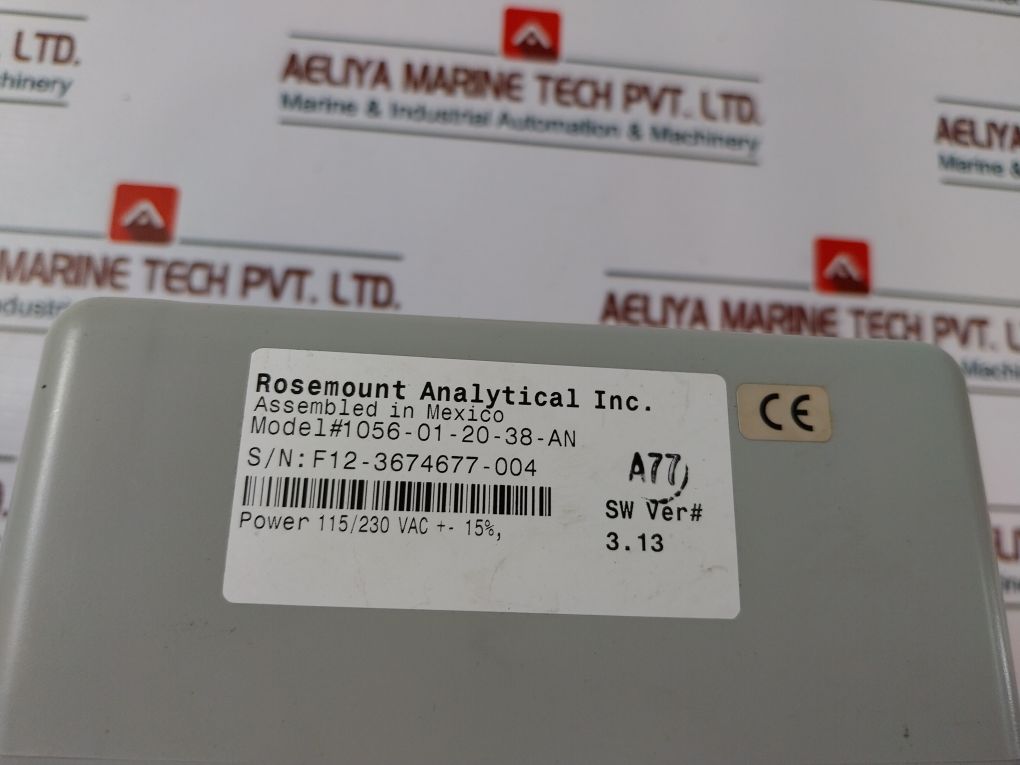 LTD.
AELIYA MARINE TECH PVT. LTD.
Marine & Industrial Automation & Machinery
AELIYA
Marine &
MARINE TECH PVT. LTD.
AELIYA MARINE TECH PVT. L
Rosemount Analytical Inc.
Assembled in Mexico
Model#1056-01-20-38-AN
S/N:F12-3674677-004
A77
Power 115/230 VAC +- 15%,
SW Ver#
3.13
CE